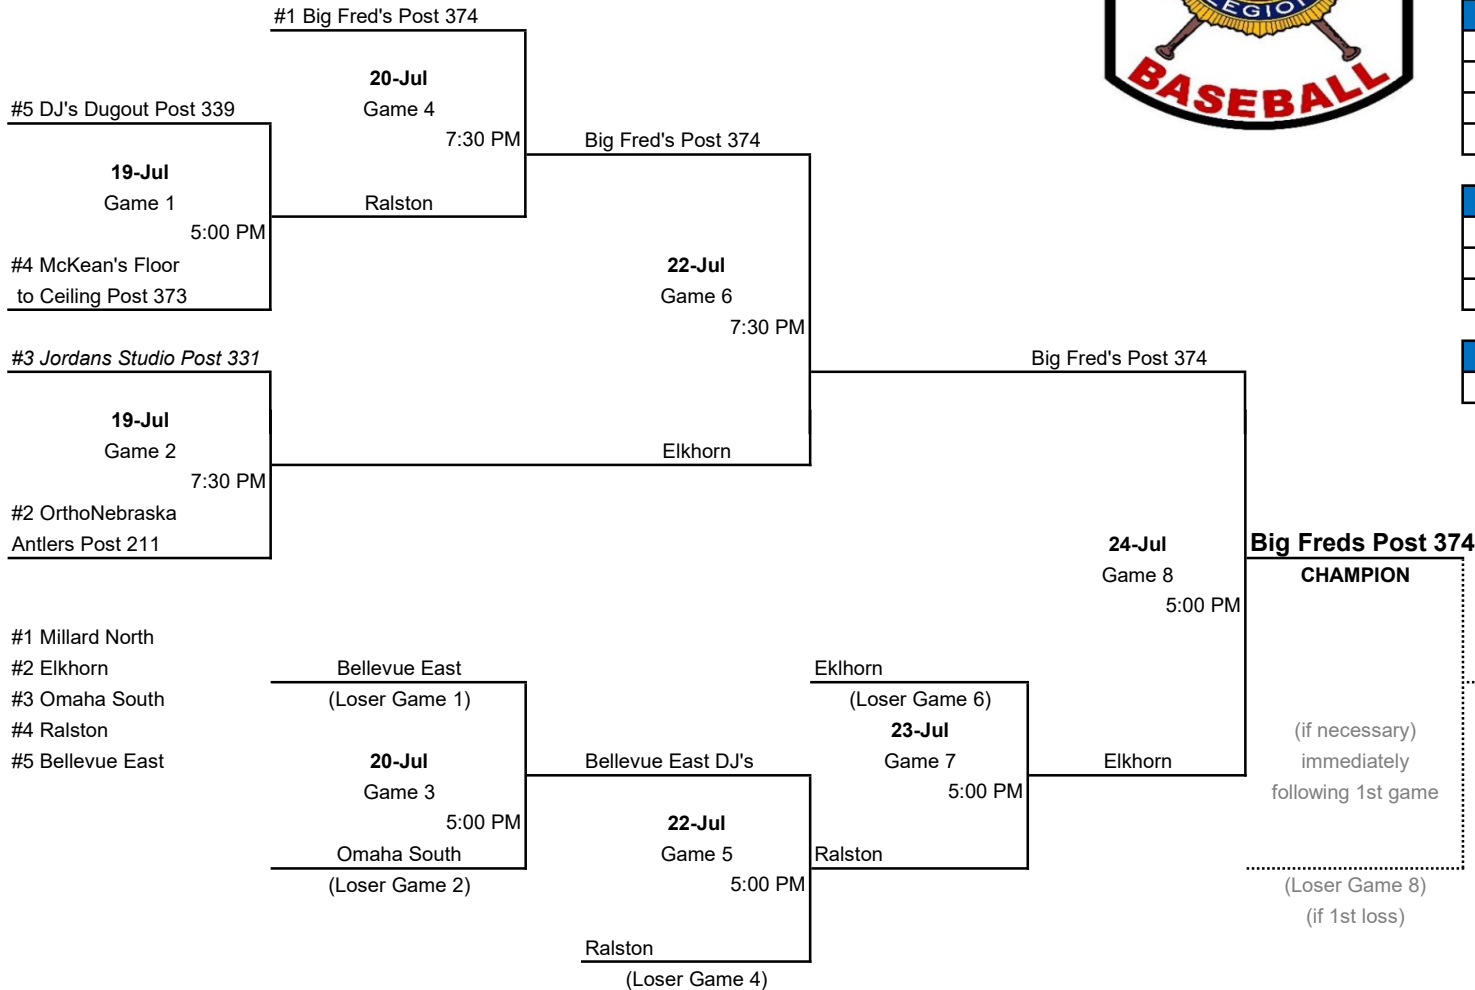 #1 Big Fred's Post 374
20-Jul
Game 4
7:30 PM
#5 DJ's Dugout Post 339
19-Jul
Game 1
5:00 PM
#4 McKean's Floor
to Ceiling Post 373
Ralston
Big Fred's Post 374
22-Jul
Game 6
7:30 PM
#3 Jordans Studio Post 331
19-Jul
Game 2
7:30 PM
#2 OrthoNebraska
Antlers Post 211
Elkhorn
Big Fred's Post 374
24-Jul
Game 8
5:00 PM
Big Freds Post 374
CHAMPION
#1 Millard North
#2 Elkhorn
#3 Omaha South
#4 Ralston
#5 Bellevue East
Bellevue East
(Loser Game 1)
20-Jul
Game 3
5:00 PM
Omaha South
(Loser Game 2)
Bellevue East DJ's
22-Jul
Game 5
5:00 PM
Ralston
(Loser Game 4)
Eklhorn
(Loser Game 6)
23-Jul
Game 7
5:00 PM
Ralston
Elkhorn
(if necessary)
immediately
following 1st game
(Loser Game 8)
(if 1st loss)
LEGION
BASEBALL